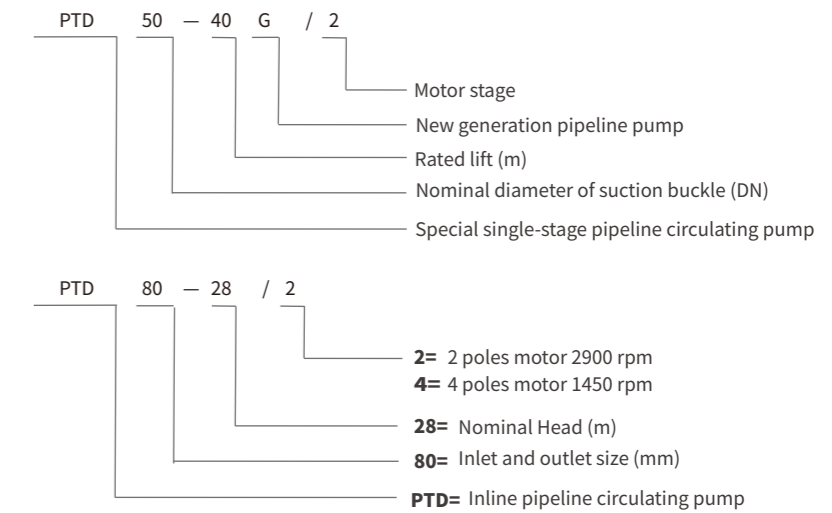 PTD 50 — 40 G / 2
Motor stage
New generation pipeline pump
Rated lift (m)
Nominal diameter of suction buckle (DN)
Special single-stage pipeline circulating pump
PTD 80 — 28 / 2
2= 2 poles motor 2900 rpm
4= 4 poles motor 1450 rpm
28= Nominal Head (m)
80= Inlet and outlet size (mm)
PTD= Inline pipeline circulating pump